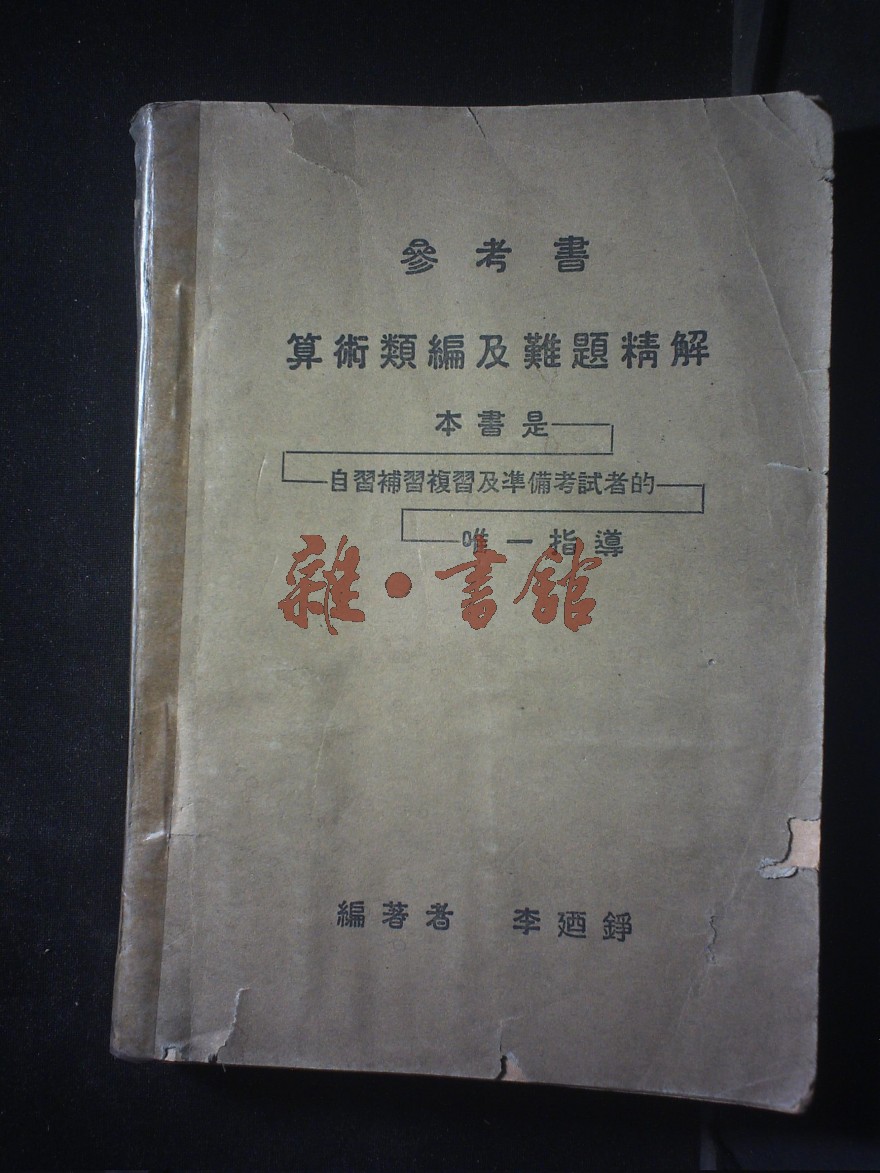 參考書
算術類編及難題精解
本書是
自習補習複習及準備考試者的
唯一指導
雜·書館
編著者 李廼錚